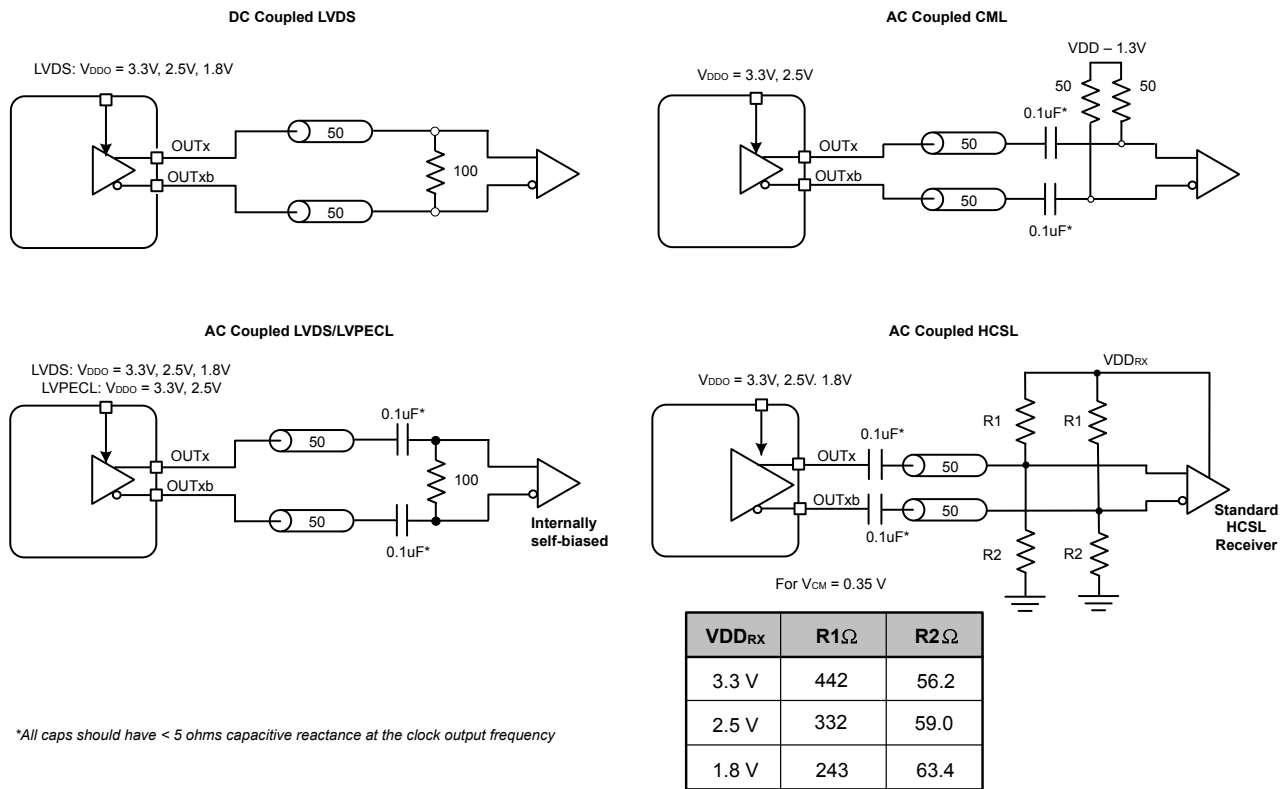 DC Coupled LVDS
LVDS: VDDO = 3.3V, 2.5V, 1.8V
OUTx
OUTxb
50
50
100
AC Coupled CML
VDD – 1.3V
VDDO = 3.3V, 2.5V
50
50
0.1uF*
OUTx
OUTxb
50
50
0.1uF*
AC Coupled LVDS/LVPECL
LVDS: VDDO = 3.3V, 2.5V, 1.8V
LVPECL: VDDO = 3.3V, 2.5V
0.1uF*
OUTx
OUTxb
50
50
100
0.1uF*
Internally
self-biased
AC Coupled HCSL
VDDRX
VDDO = 3.3V, 2.5V. 1.8V
R1
R1
0.1uF*
OUTx
OUTxb
50
50
0.1uF*
R2
R2
Standard
HCSL
Receiver
For VCM = 0.35 V
VDDRX R1Ω R2Ω
3.3 V 442 56.2
2.5 V 332 59.0
1.8 V 243 63.4
*All caps should have < 5 ohms capacitive reactance at the clock output frequency